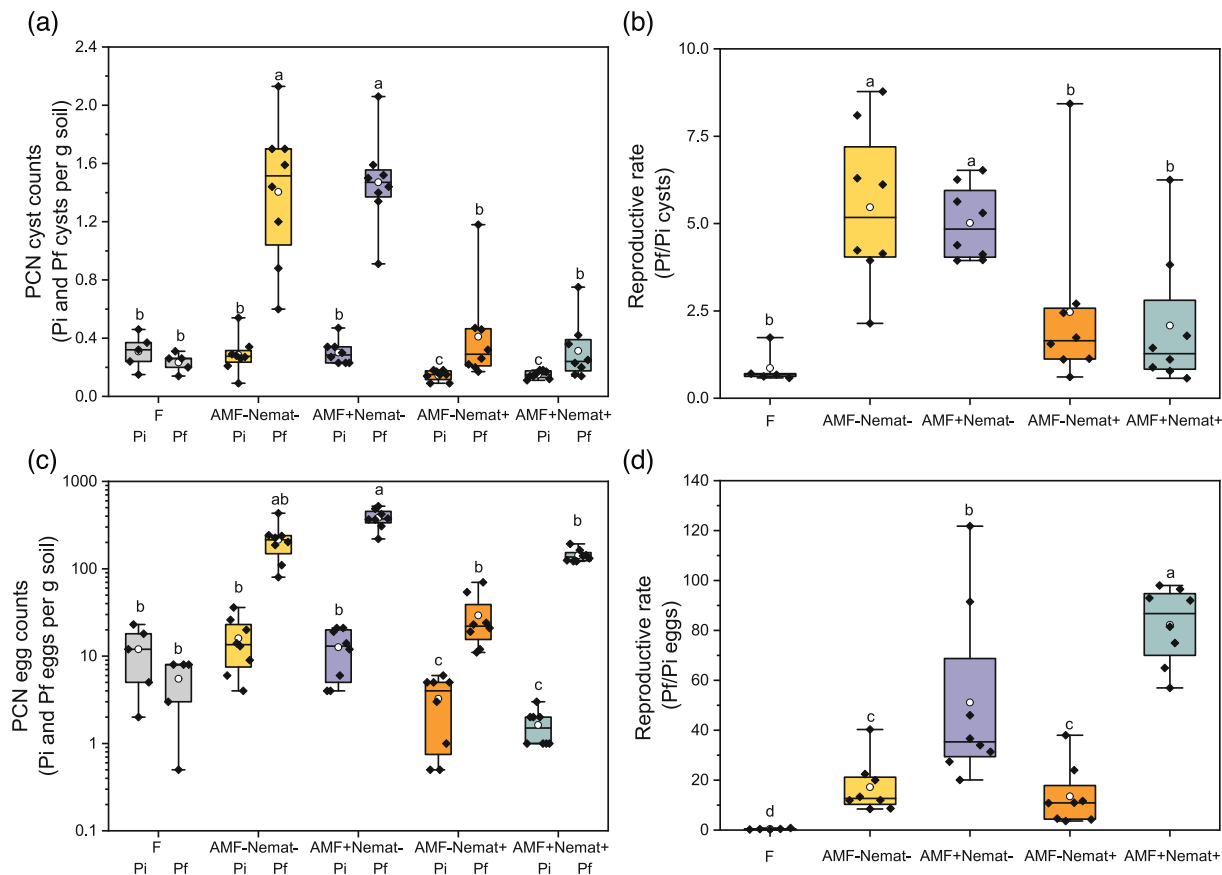 (a)
PCN cyst counts
(Pi and Pf cysts per g soil)
2.4
2.0
1.6
1.2
0.8
0.4
0.0
b
b
b
a
b
a
c
b
c
b
F
AMF-Nemat-
AMF+Nemat-
AMF-Nemat+
AMF+Nemat+
Pi Pf Pi Pf Pi Pf Pi Pf Pi Pf
(b)
Reproductive rate
(Pf/Pi cysts)
10.0
7.5
5.0
2.5
0.0
b
a
a
b
b
F
AMF-Nemat-
AMF+Nemat-
AMF-Nemat+
AMF+Nemat+
(c)
PCN egg counts
(Pi and Pf eggs per g soil)
1000
100
10
1
0.1
b
b
b
ab
b
a
c
b
c
b
F
AMF-Nemat-
AMF+Nemat-
AMF-Nemat+
AMF+Nemat+
Pi Pf Pi Pf Pi Pf Pi Pf Pi Pf
(d)
Reproductive rate
(Pf/Pi eggs)
140
120
100
80
60
40
20
0
d
c
b
c
a
F
AMF-Nemat-
AMF+Nemat-
AMF-Nemat+
AMF+Nemat+